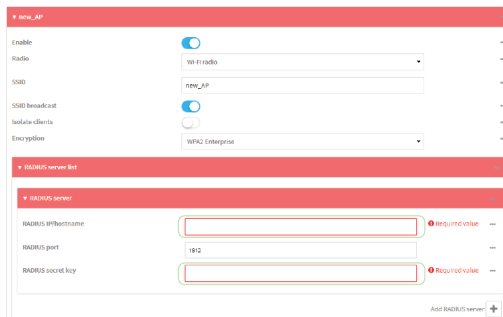 new_AP
Enable
Radio
Wi-Fi radio
SSID
new_AP
SSID broadcast
Isolate clients
Encryption
WPA2 Enterprise
RADIUS server list
RADIUS server
RADIUS IP/hostname
Required value
RADIUS port
1812
RADIUS secret key
Required value
Add RADIUS server